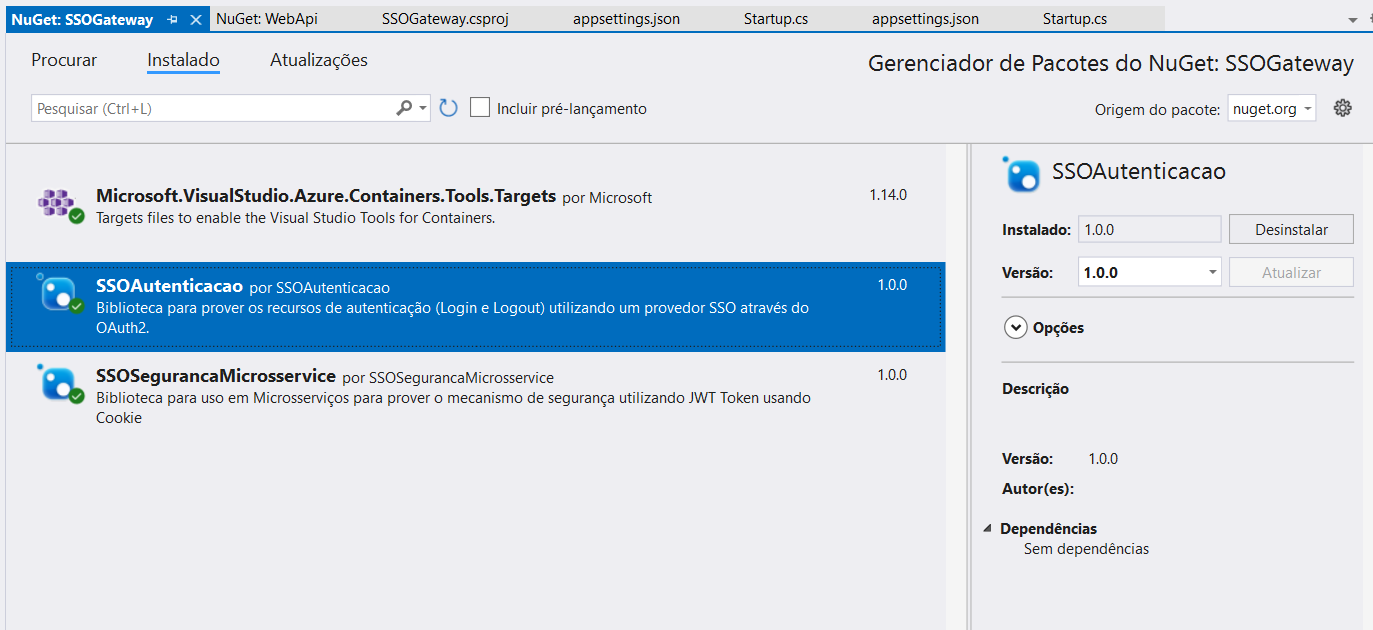 NuGet: SSOGateway
NuGet: WebApi
SSOGateway.csproj
appsettings.json
Startup.cs
appsettings.json
Startup.cs
Procurar
Instalado
Atualizações
Gerenciador de Pacotes do NuGet: SSOGateway
Pesquisar (Ctrl+L)
Incluir pré-lançamento
Origem do pacote: nuget.org
Microsoft.VisualStudio.Azure.Containers.Tools.Targets por Microsoft
1.14.0
Targets files to enable the Visual Studio Tools for Containers.
SSOAutenticacao por SSOAutenticacao
1.0.0
Biblioteca para prover os recursos de autenticação (Login e Logout) utilizando um provedor SSO através do
OAuth2.
SSOSegurancaMicrosservice por SSOSegurancaMicrosservice
1.0.0
Biblioteca para uso em Microsserviços para prover o mecanismo de segurança utilizando JWT Token usando
Cookie
SSOAutenticacao
Instalado: 1.0.0 Desinstalar
Versão: 1.0.0 Atualizar
Opções
Descrição
Versão: 1.0.0
Autor(es):
Dependências
Sem dependências